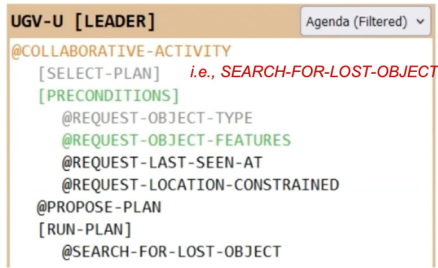 UGV-U [LEADER]
Agenda (Filtered)
@COLLABORATIVE-ACTIVITY
[SELECT-PLAN] i.e., SEARCH-FOR-LOST-OBJECT
[PRECONDITIONS]
@REQUEST-OBJECT-TYPE
@REQUEST-OBJECT-FEATURES
@REQUEST-LAST-SEEN-AT
@REQUEST-LOCATION-CONSTRAINED
@PROPOSE-PLAN
[RUN-PLAN]
@SEARCH-FOR-LOST-OBJECT